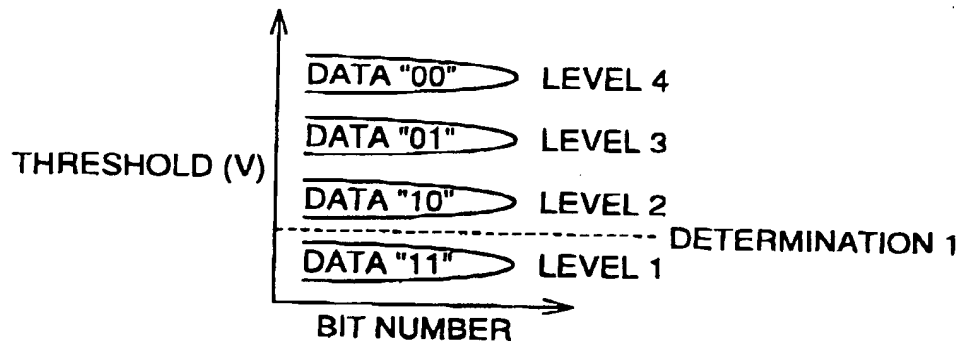 DATA "00" LEVEL 4
DATA "01" LEVEL 3
THRESHOLD (V)
DATA "10" LEVEL 2
DETERMINATION 1
DATA "11" LEVEL 1
BIT NUMBER